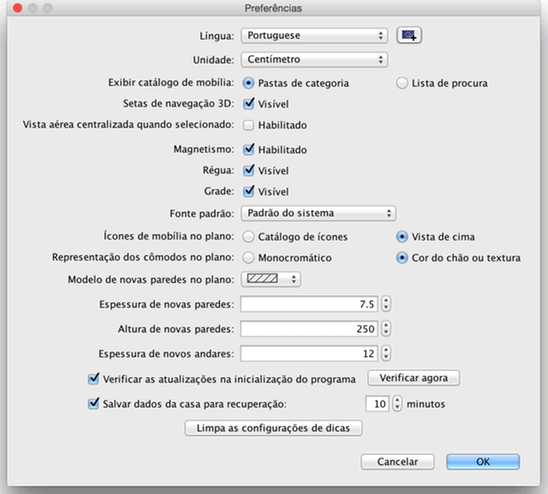 Preferências
Língua: Portuguese
Unidade: Centímetro
Exibir catálogo de mobília: Pastas de categoria Lista de procura
Setas de navegação 3D: Visível
Vista aérea centralizada quando selecionado: Habilitado
Magnetismo: Habilitado
Régua: Visível
Grade: Visível
Fonte padrão: Padrão do sistema
Ícones de mobília no plano: Catálogo de ícones Vista de cima
Representação dos cômodos no plano: Monocromático Cor do chão ou textura
Modelo de novas paredes no plano:
Espessura de novas paredes: 7.5
Altura de novas paredes: 250
Espessura de novos andares: 12
Verificar as atualizações na inicialização do programa Verificar agora
Salvar dados da casa para recuperação: 10 minutos
Limpa as configurações de dicas
Cancelar OK